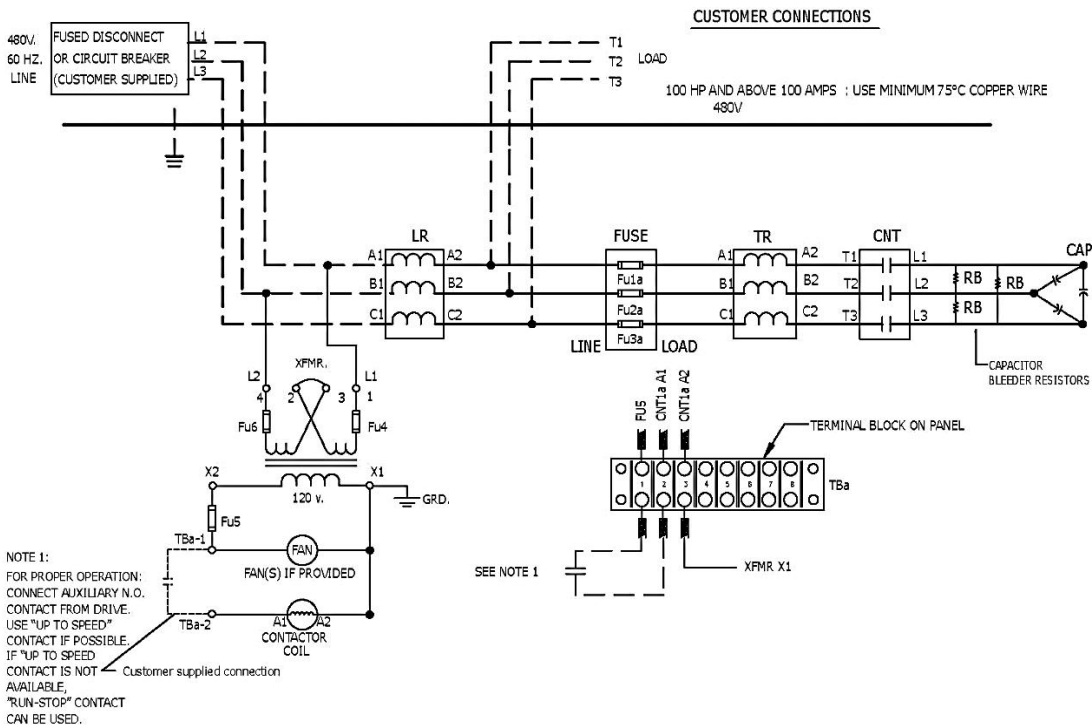 CUSTOMER CONNECTIONS
480V.
60 HZ.
LINE
FUSED DISCONNECT
OR CIRCUIT BREAKER
(CUSTOMER SUPPLIED)
L1
L2
L3
T1
T2
T3
LOAD
100 HP AND ABOVE 100 AMPS : USE MINIMUM 75°C COPPER WIRE
480V
LR
A1
A2
B1
B2
C1
C2
FUSE
Fu1a
Fu2a
Fu3a
LINE
LOAD
TR
A1
A2
B1
B2
C1
C2
CNT
T1
L1
T2
L2
T3
L3
RB
RB
RB
CAP
CAPACITOR
BLEEDER RESISTORS
XFMR.
L2
4
2
3
L1
1
Fu6
Fu4
X2
120 v.
X1
GRD.
Fu5
TBa-1
FAN
FAN(S) IF PROVIDED
TBa-2
A1
A2
CONTACTOR
COIL
Customer supplied connection
NOTE 1:
FOR PROPER OPERATION:
CONNECT AUXILIARY N.O.
CONTACT FROM DRIVE.
USE "UP TO SPEED"
CONTACT IF POSSIBLE.
IF "UP TO SPEED
CONTACT IS NOT
AVAILABLE,
"RUN-STOP" CONTACT
CAN BE USED.
FU5
CNT1a A1
CNT1a A2
TERMINAL BLOCK ON PANEL
1 2 3 4 5 6 7 8
TBa
SEE NOTE 1
XFMR X1